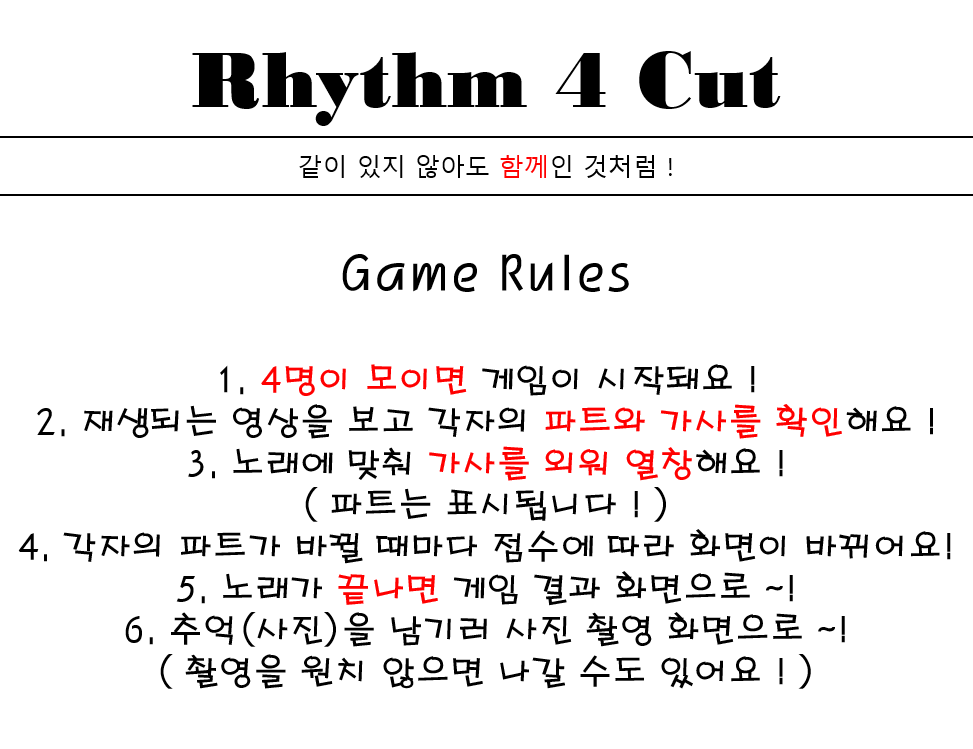 Rhythm 4 Cut
같이 있지 않아도 함께인 것처럼 !
Game Rules
1. 4명이 모이면 게임이 시작돼요 !
2. 재생되는 영상을 보고 각자의 파트와 가사를 확인해요 !
3. 노래에 맞춰 가사를 외워 열창해요 !
( 파트는 표시됩니다 ! )
4. 각자의 파트가 바뀔 때마다 점수에 따라 화면이 바뀌어요!
5. 노래가 끝나면 게임 결과 화면으로 ~!
6. 추억(사진)을 남기러 사진 촬영 화면으로 ~!
( 촬영을 원치 않으면 나갈 수도 있어요 ! )